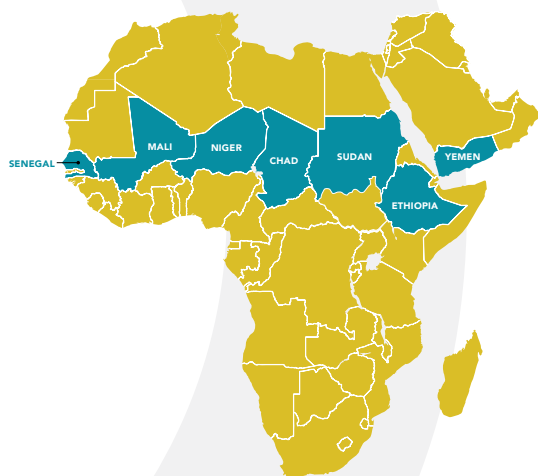 MALI
NIGER
CHAD
SUDAN
YEMEN
SENEGAL
ETHIOPIA